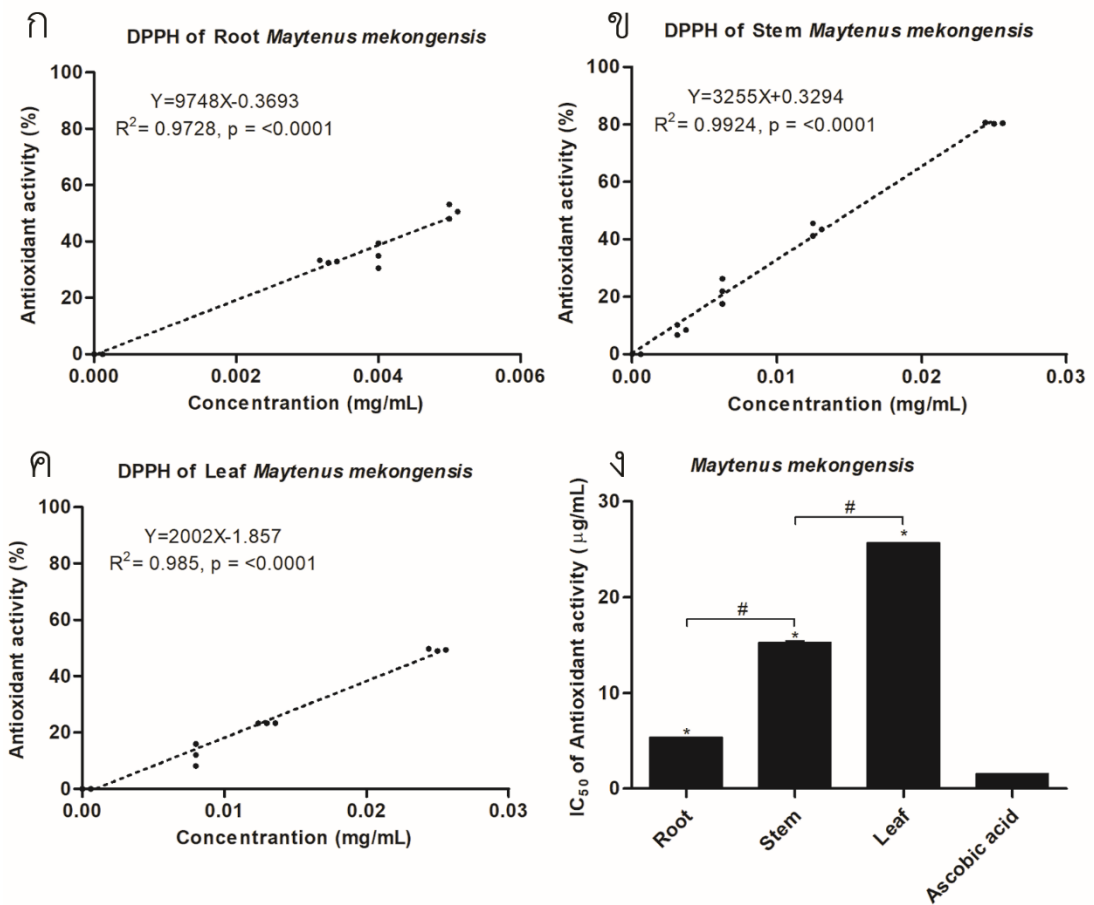 ก
DPPH of Root Maytenus mekongensis
Y=9748X-0.3693
R²= 0.9728, p = <0.0001
Antioxidant activity (%)
100
80
60
40
20
0
0.000 0.002 0.004 0.006
Concentrantion (mg/mL)
ข
DPPH of Stem Maytenus mekongensis
Y=3255X+0.3294
R²= 0.9924, p = <0.0001
Antioxidant activity (%)
100
80
60
40
20
0
0.00 0.01 0.02 0.03
Concentrantion (mg/mL)
ค
DPPH of Leaf Maytenus mekongensis
Y=2002X-1.857
R²= 0.985, p = <0.0001
Antioxidant activity (%)
100
80
60
40
20
0
0.00 0.01 0.02 0.03
Concentrantion (mg/mL)
ง
Maytenus mekongensis
IC₅₀ of Antioxidant activity (μg/mL)
30
20
10
0
#
#
*
*
*
Root
Stem
Leaf
Ascobic acid